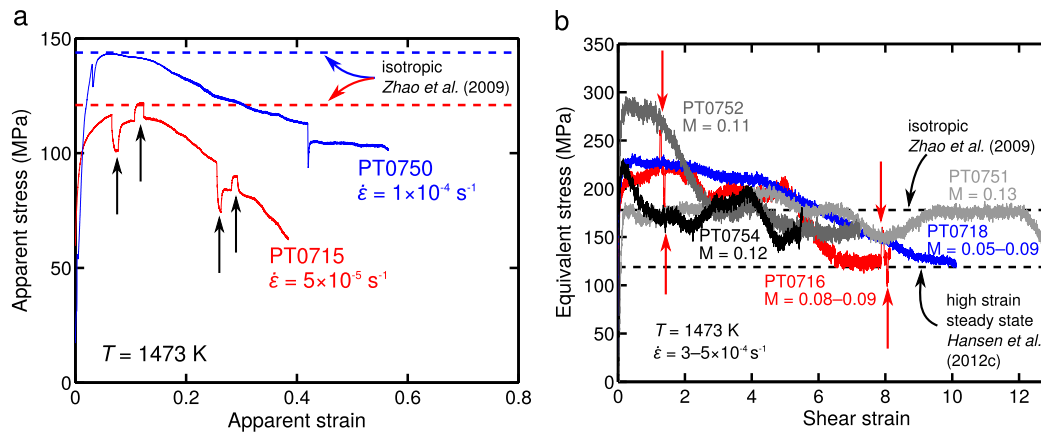 a
150
100
50
0
0
0.2
0.4
0.6
0.8
Apparent stress (MPa)
Apparent strain
isotropic
Zhao et al. (2009)
PT0750
ε̇ = 1×10⁻⁴ s⁻¹
PT0715
ε̇ = 5×10⁻⁵ s⁻¹
T = 1473 K
b
350
300
250
200
150
100
50
0
0
2
4
6
8
10
12
Equivalent stress (MPa)
Shear strain
PT0752
M = 0.11
isotropic
Zhao et al. (2009)
PT0751
M = 0.13
PT0718
M = 0.05–0.09
PT0754
M = 0.12
PT0716
M = 0.08–0.09
high strain
steady state
Hansen et al.
(2012c)
T = 1473 K
ε̇ = 3–5×10⁻⁴ s⁻¹